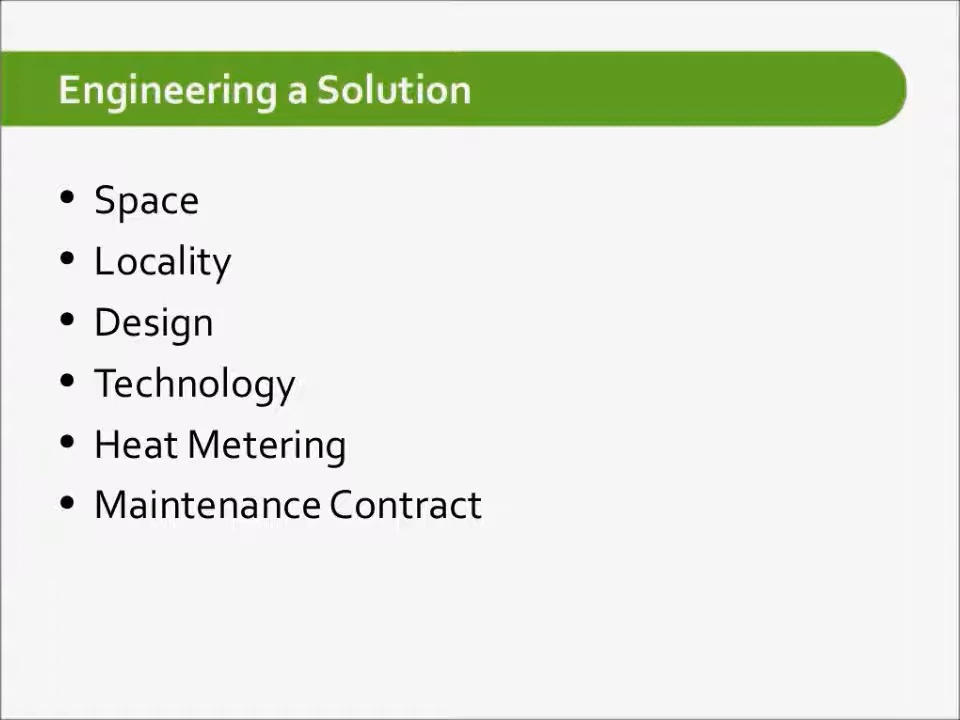 Engineering a Solution
• Space
• Locality
• Design
• Technology
• Heat Metering
• Maintenance Contract